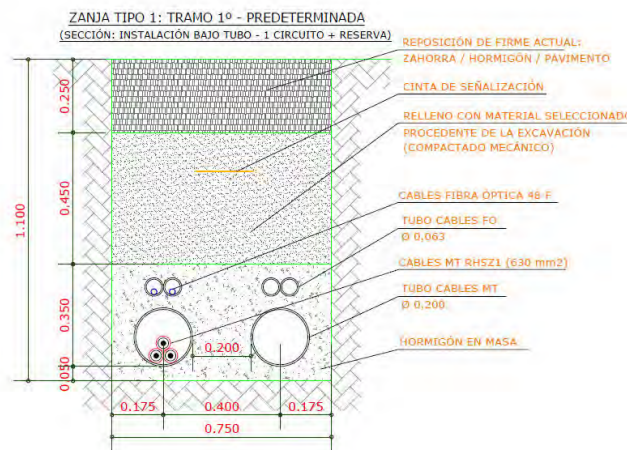 ZANJA TIPO 1: TRAMO 1º - PREDETERMINADA
(SECCIÓN: INSTALACIÓN BAJO TUBO - 1 CIRCUITO + RESERVA)
REPOSICIÓN DE FIRME ACTUAL:
ZAHORRA / HORMIGÓN / PAVIMENTO
CINTA DE SEÑALIZACIÓN
RELLENO CON MATERIAL SELECCIONADO
PROCEDENTE DE LA EXCAVACIÓN
(COMPACTADO MECÁNICO)
CABLES FIBRA ÓPTICA 48 F
TUBO CABLES FO
Ø 0,063
CABLES MT RHSZ1 (630 mm2)
TUBO CABLES MT
Ø 0.200
HORMIGÓN EN MASA
0.250
0.450
1.100
0.350
0.050
0.200
0.175
0.400
0.175
0.750